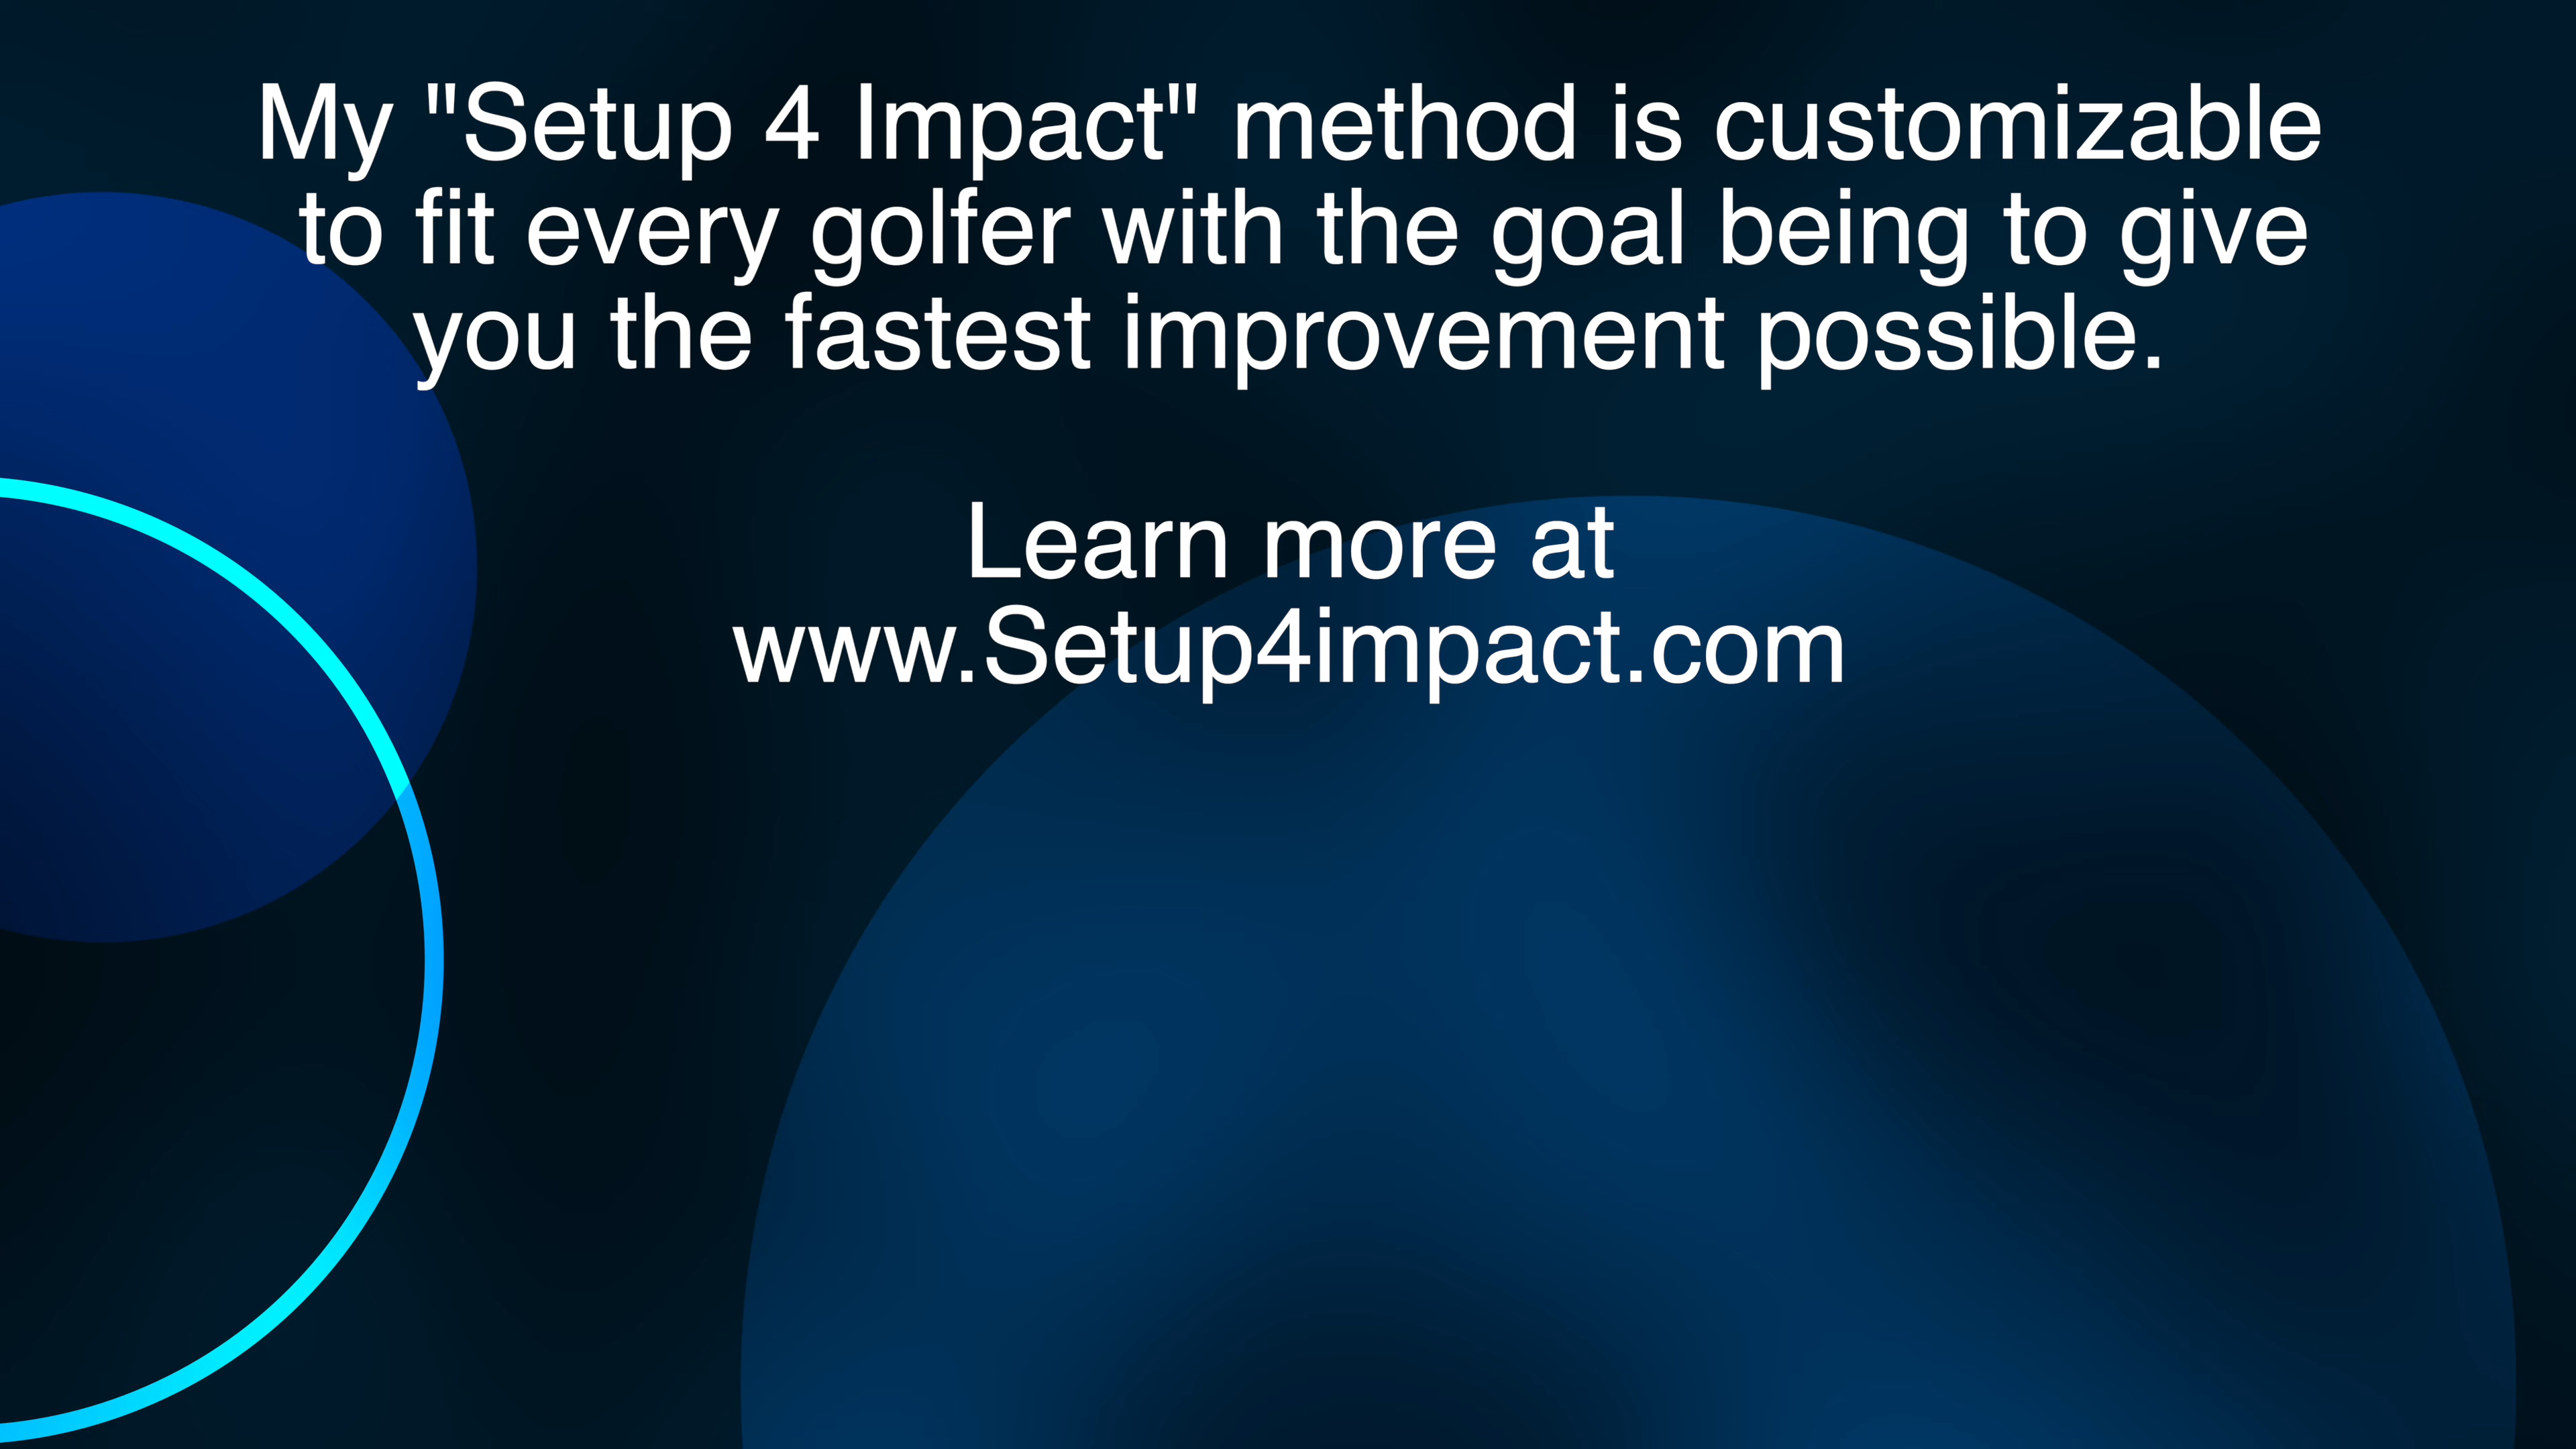 My "Setup 4 Impact" method is customizable
to fit every golfer with the goal being to give
you the fastest improvement possible.
Learn more at
www.Setup4impact.com